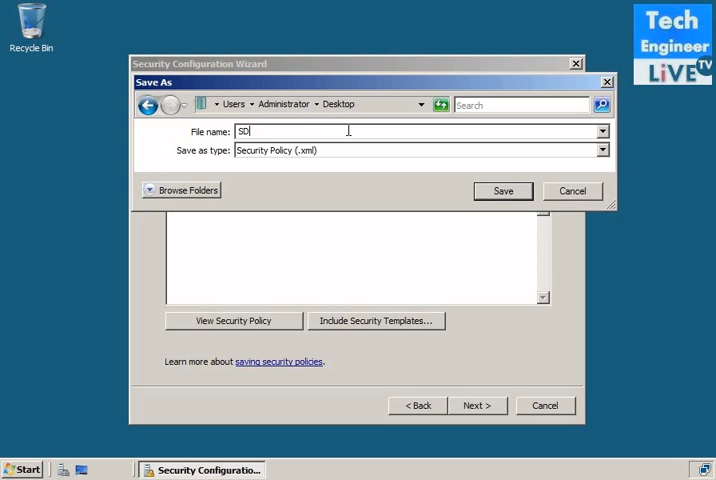 Recycle Bin
Tech
Engineer
LiVE TV
Security Configuration Wizard
Save As
Users Administrator Desktop
Search
File name: SD
Save as type: Security Policy (.xml)
Browse Folders
Save
Cancel
View Security Policy
Include Security Templates...
Learn more about saving security policies.
< Back
Next >
Cancel
Start
Security Configuratio...